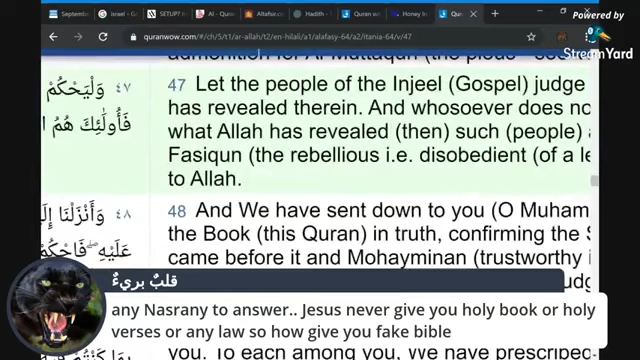 Powered by
StreamYard
September
israel - G
SETUP?
Al - Quran
Altafsir.co
Hadith -
Quran w
Honey In
Qu
quranwow.com/#/ch/5/t1/ar-allah/t2/en-hilali/a1/alafasy-64/a2/itania-64/v/47
٤٧ وَلْيَحْكُمْ
فَأُولَٰئِكَ هُمُ
47 Let the people of the Injeel (Gospel) judge
has revealed therein. And whosoever does no
what Allah has revealed (then) such (people) a
Fasiqun (the rebellious i.e. disobedient (of a le
to Allah.
٤٨ وَأَنْزَلْنَا
عَلَيْهِ ۖ فَاحْكُمْ
48 And We have sent down to you (O Muham
the Book (this Quran) in truth, confirming the S
came before it and Mohayminan (trustworthy i
قلبٌ بريءٌ
any Nasrany to answer.. Jesus never give you holy book or holy
verses or any law so how give you fake bible
you. To each among you, We have prescribed